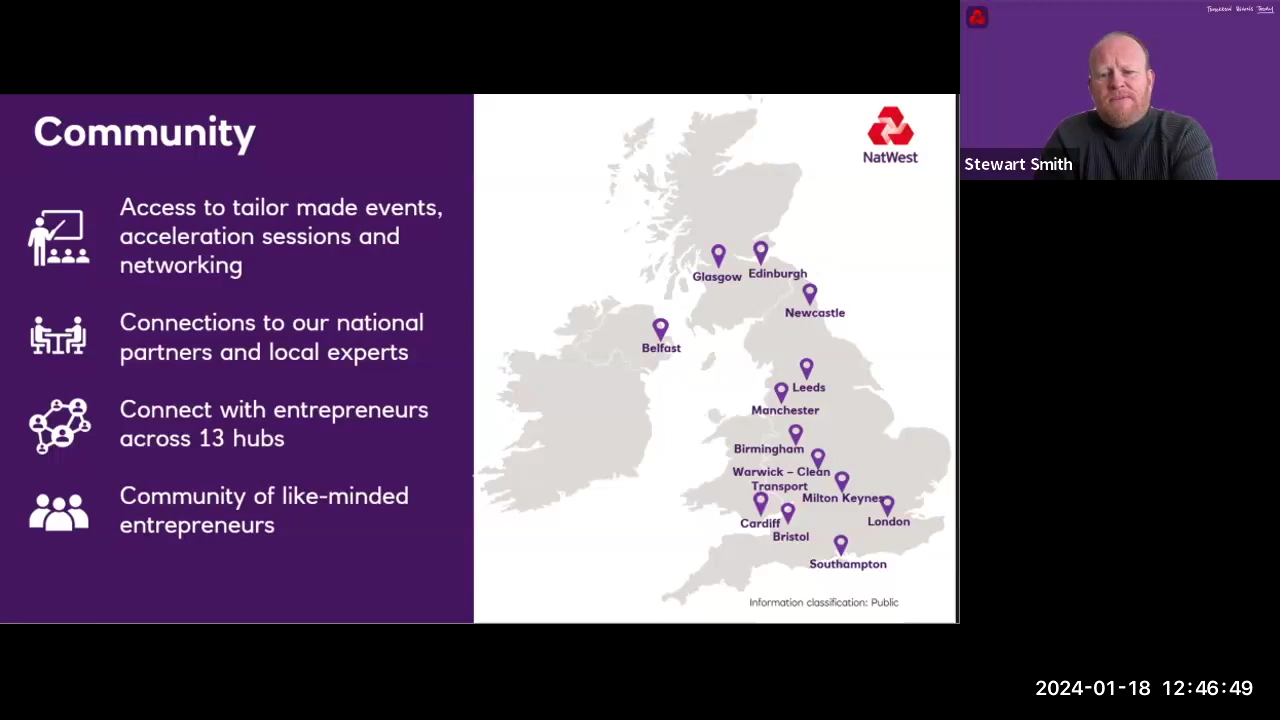 Community
Access to tailor made events,
acceleration sessions and
networking
Connections to our national
partners and local experts
Connect with entrepreneurs
across 13 hubs
Community of like-minded
entrepreneurs
NatWest
Glasgow
Edinburgh
Newcastle
Belfast
Leeds
Manchester
Birmingham
Warwick – Clean
Transport
Milton Keynes
London
Cardiff
Bristol
Southampton
Information classification: Public
Tomorrow Begins Today
Stewart Smith
2024-01-18 12:46:49